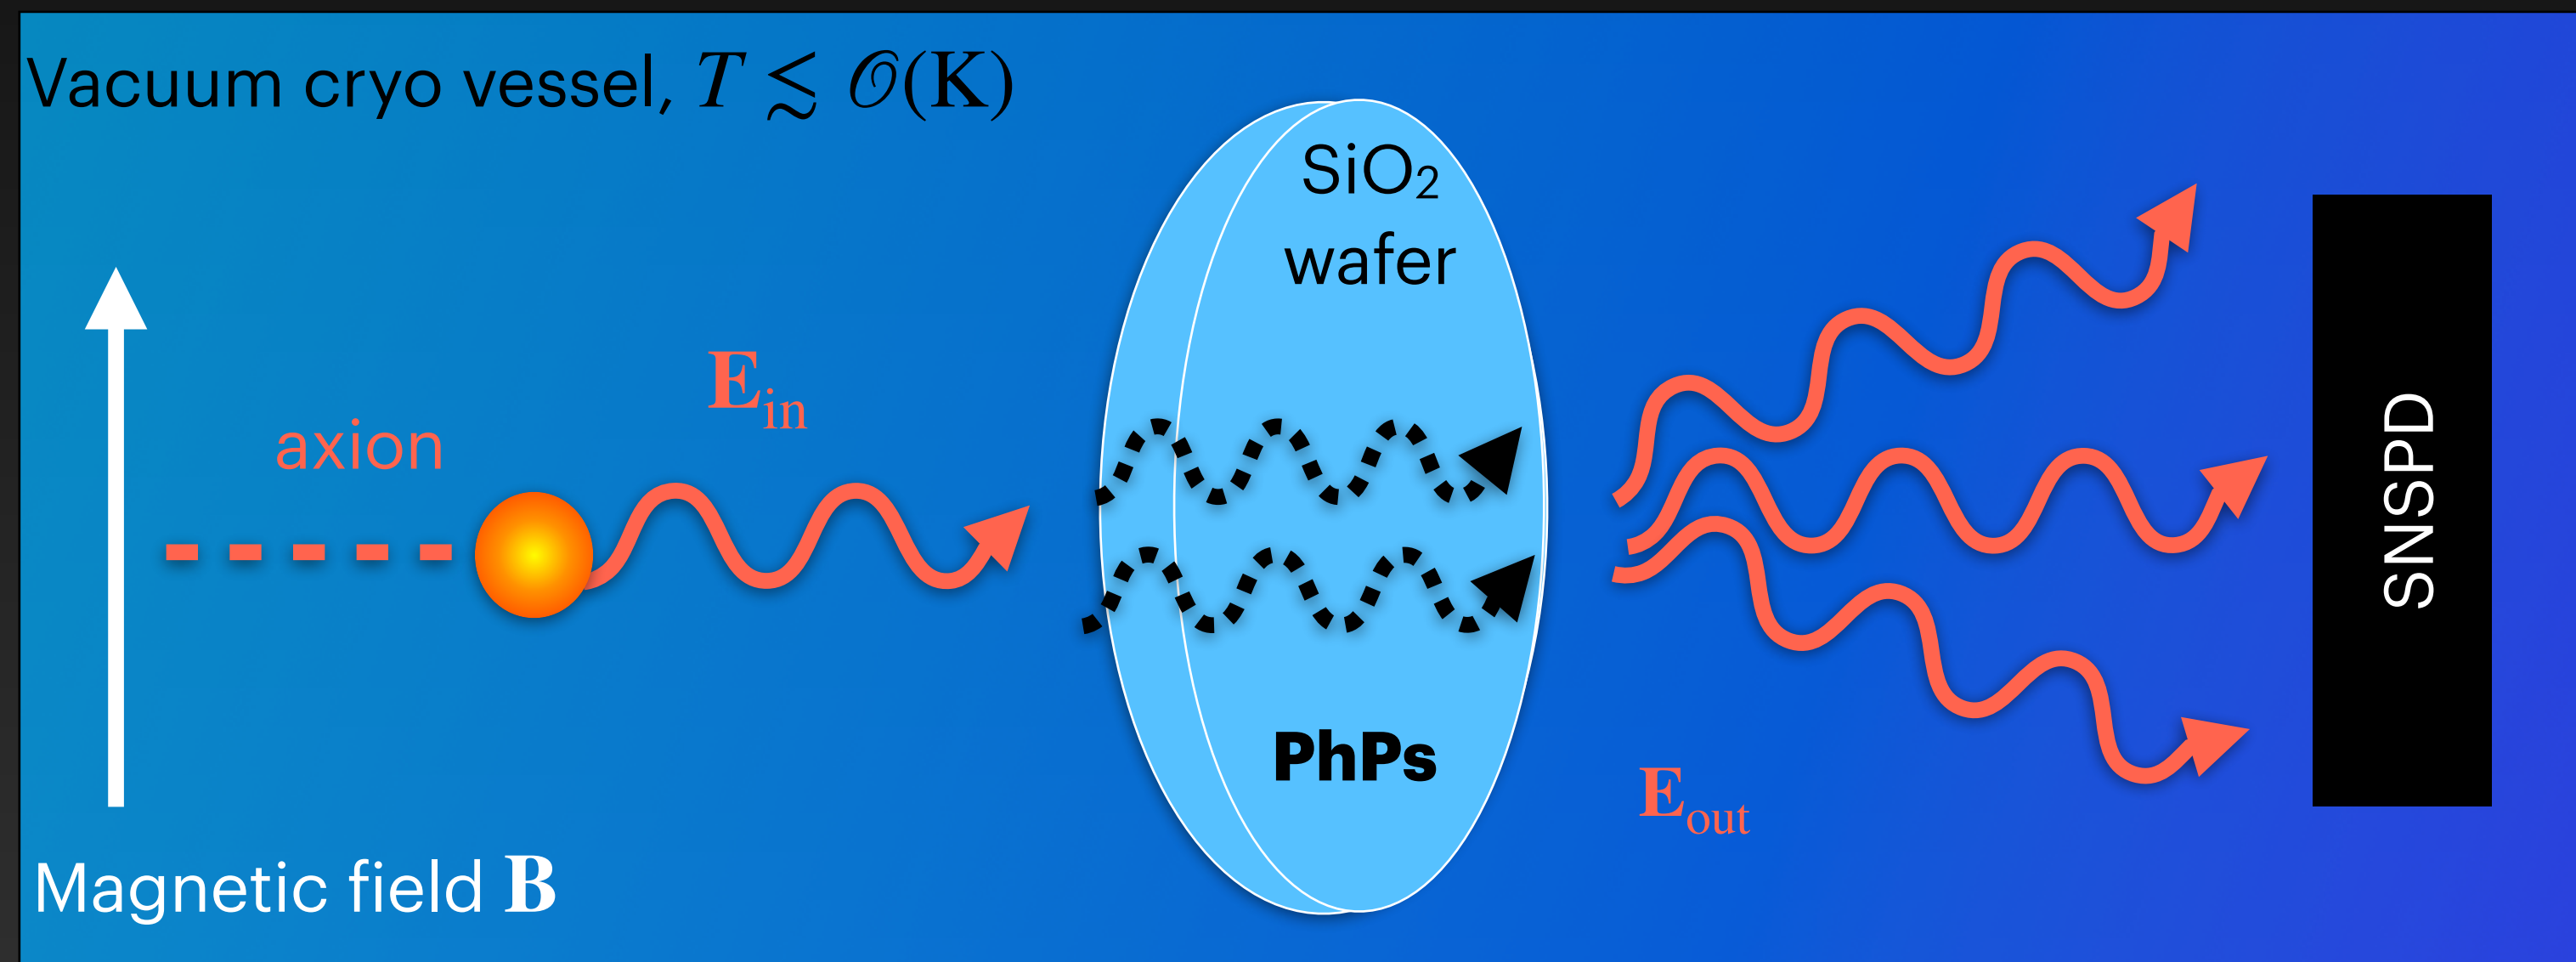 Vacuum cryo vessel, T ≲ 𝒪(K)
SiO₂
wafer
E_in
axion
SNSPD
PhPs
E_out
Magnetic field B